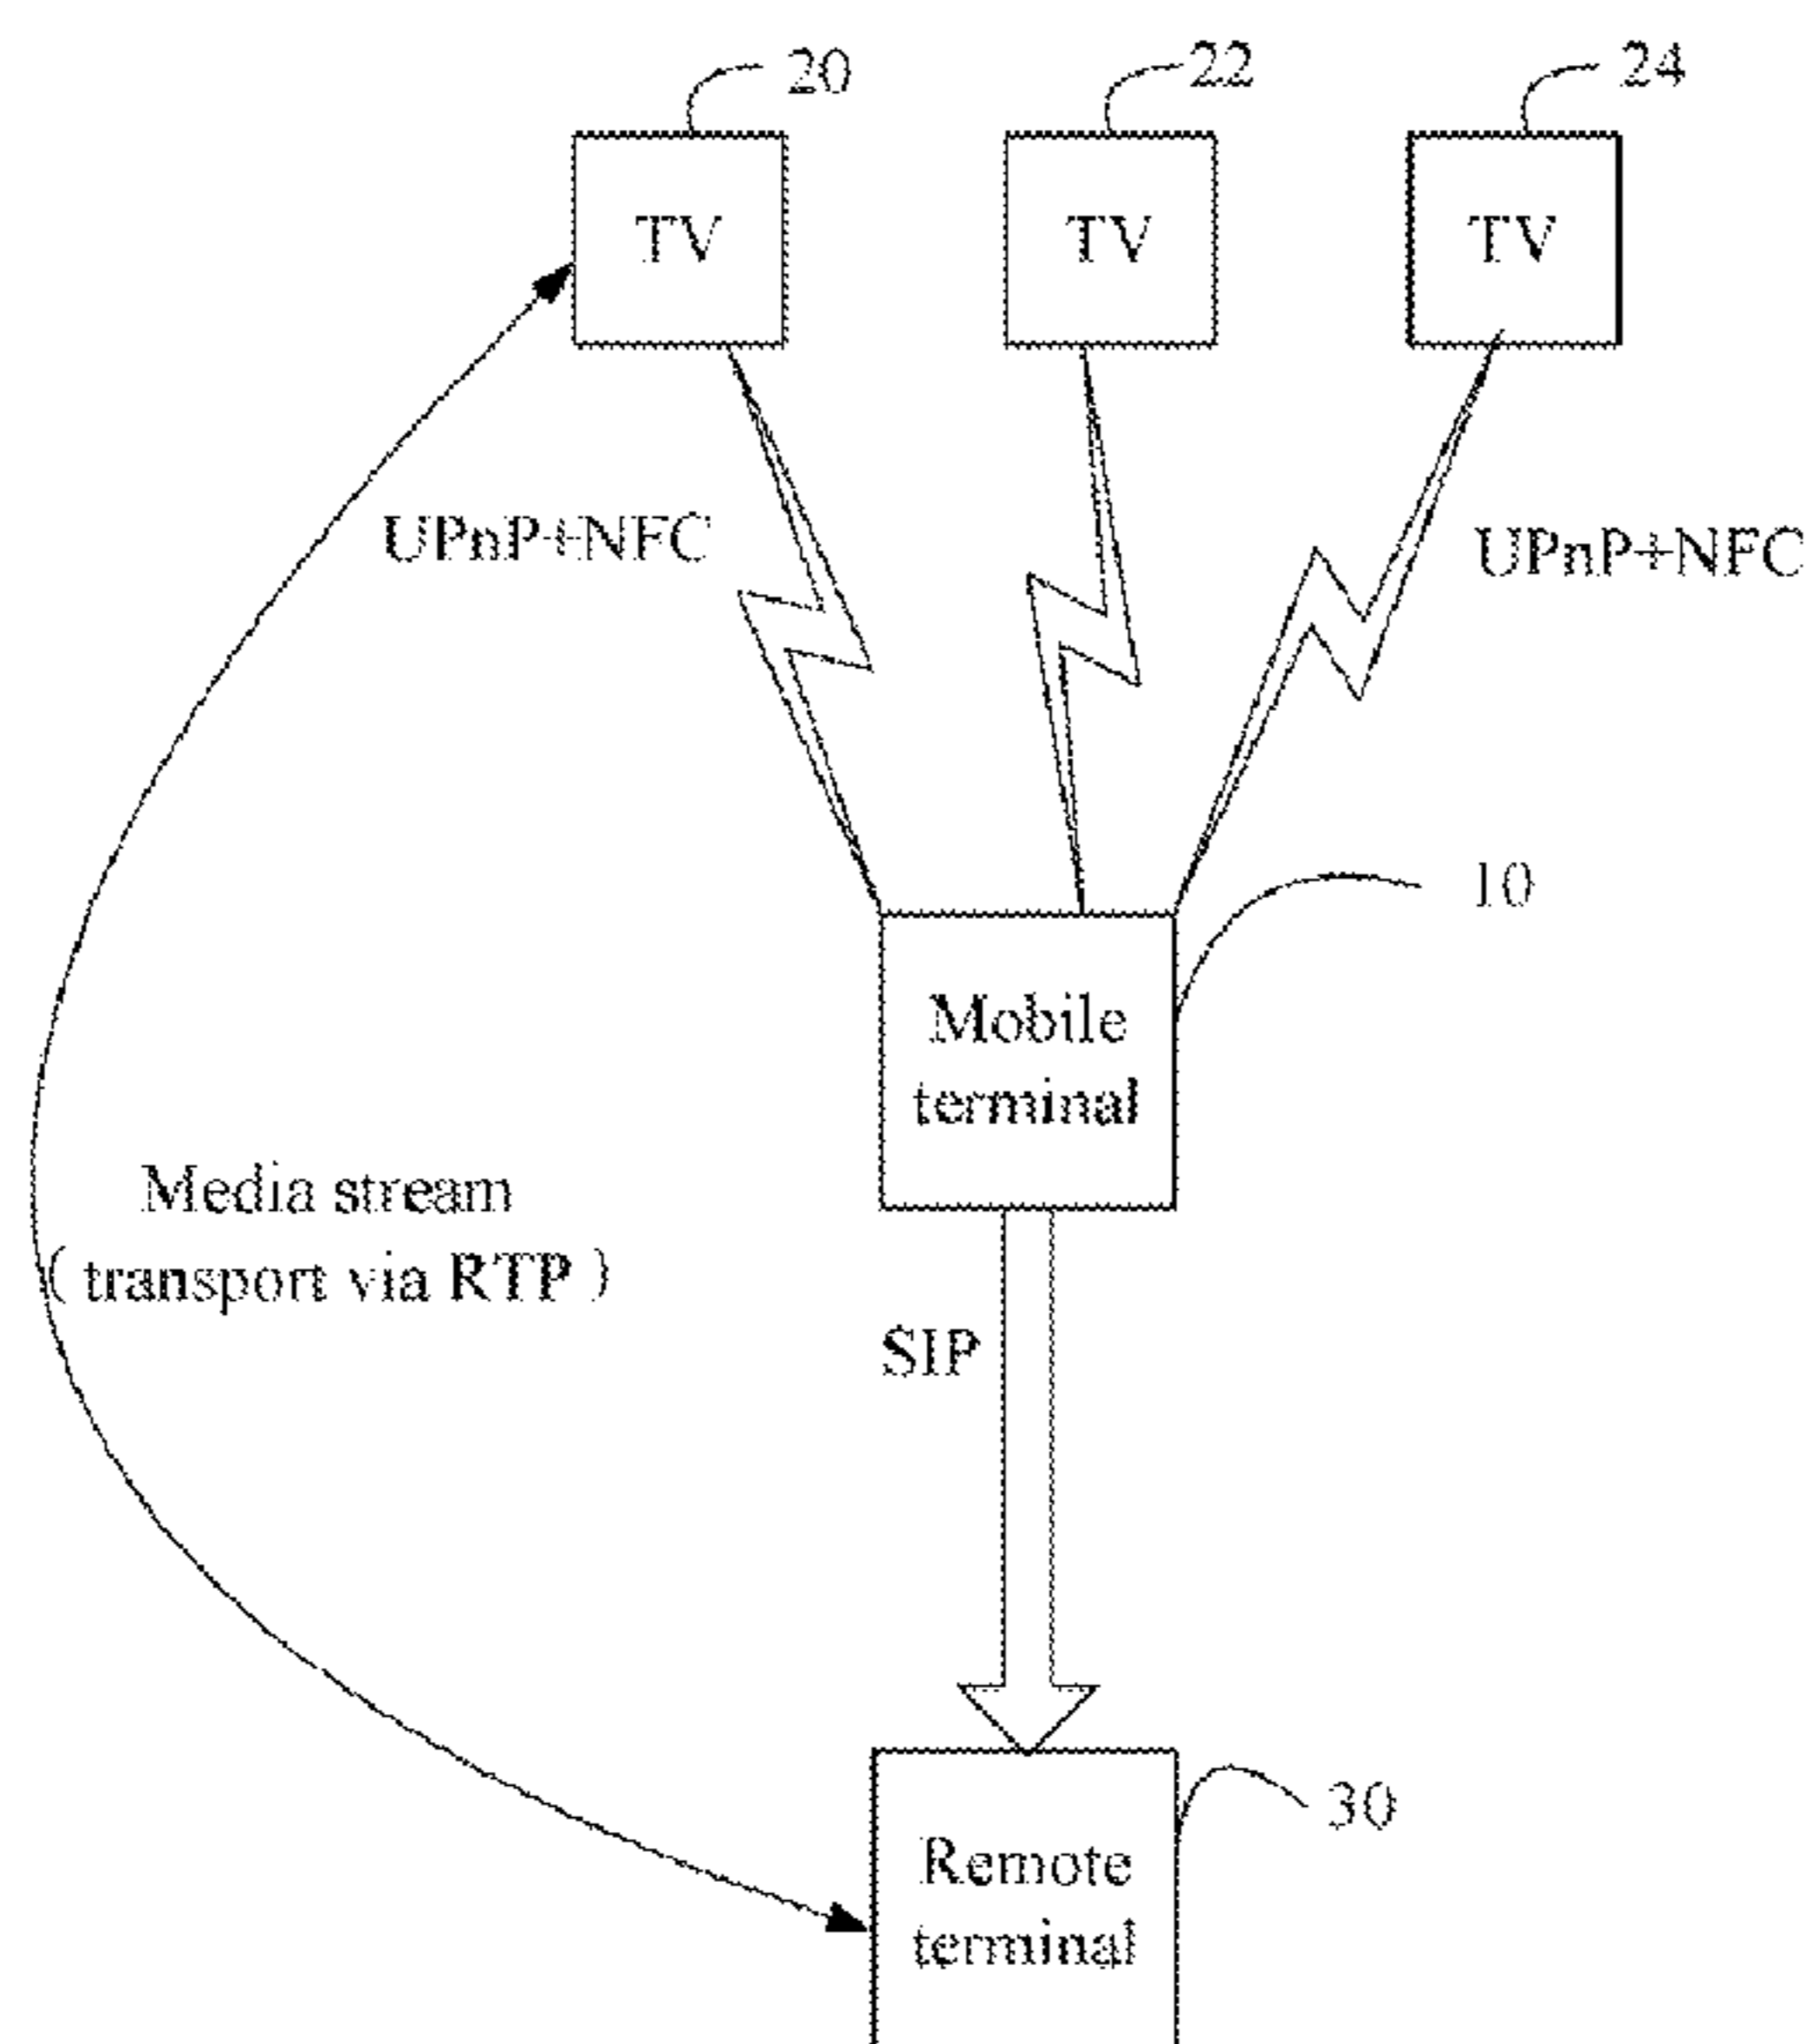 20
22
24
TV
TV
TV
UPnP+NFC
UPnP+NFC
10
Mobile
terminal
Media stream
( transport via RTP )
SIP
30
Remote
terminal